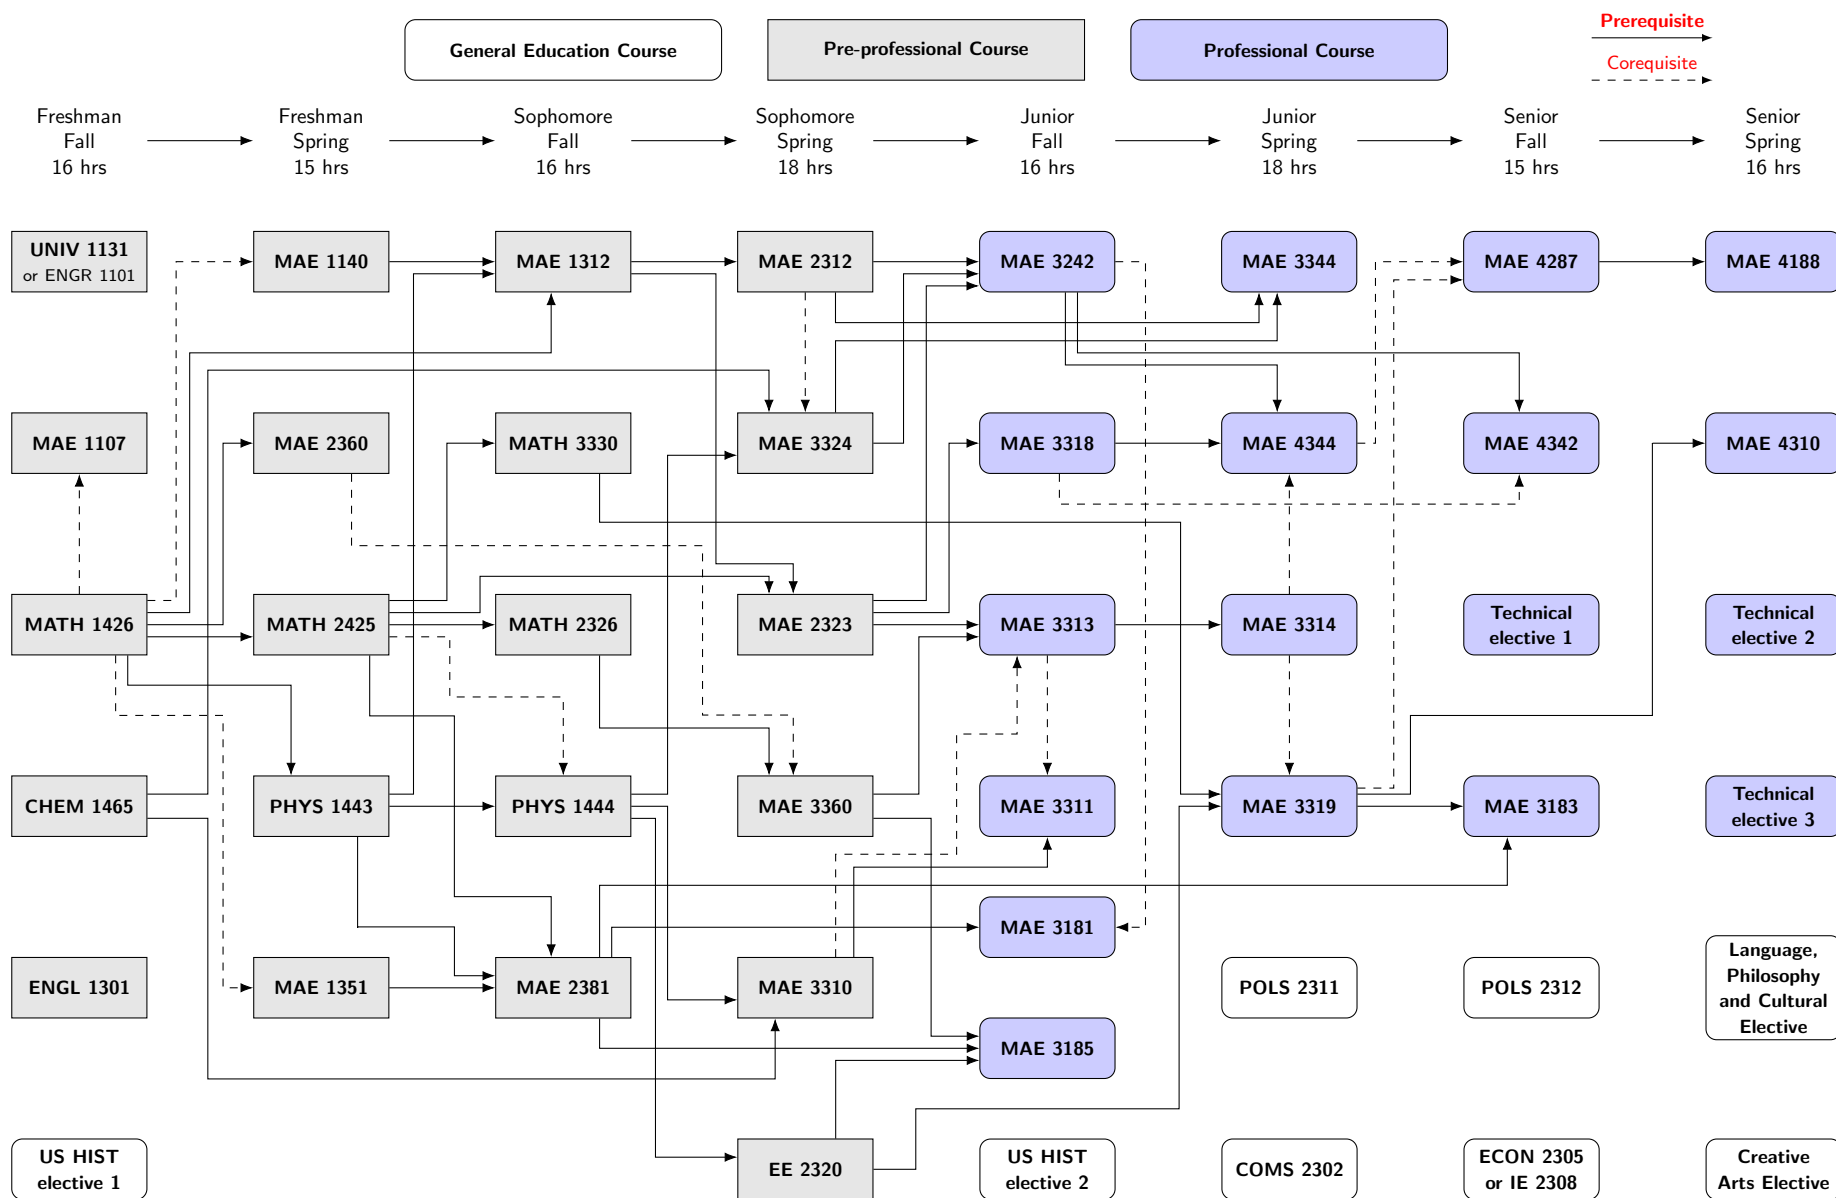 General Education Course
Pre-professional Course
Professional Course
Prerequisite
Corequisite
Freshman
Fall
16 hrs
Freshman
Spring
15 hrs
Sophomore
Fall
16 hrs
Sophomore
Spring
18 hrs
Junior
Fall
16 hrs
Junior
Spring
18 hrs
Senior
Fall
15 hrs
Senior
Spring
16 hrs
UNIV 1131
or ENGR 1101
MAE 1140
MAE 1312
MAE 2312
MAE 3242
MAE 3344
MAE 4287
MAE 4188
MAE 1107
MAE 2360
MATH 3330
MAE 3324
MAE 3318
MAE 4344
MAE 4342
MAE 4310
MATH 1426
MATH 2425
MATH 2326
MAE 2323
MAE 3313
MAE 3314
Technical
elective 1
Technical
elective 2
CHEM 1465
PHYS 1443
PHYS 1444
MAE 3360
MAE 3311
MAE 3319
MAE 3183
Technical
elective 3
MAE 3181
ENGL 1301
MAE 1351
MAE 2381
MAE 3310
MAE 3185
POLS 2311
POLS 2312
Language,
Philosophy
and Cultural
Elective
US HIST
elective 1
EE 2320
US HIST
elective 2
COMS 2302
ECON 2305
or IE 2308
Creative
Arts Elective